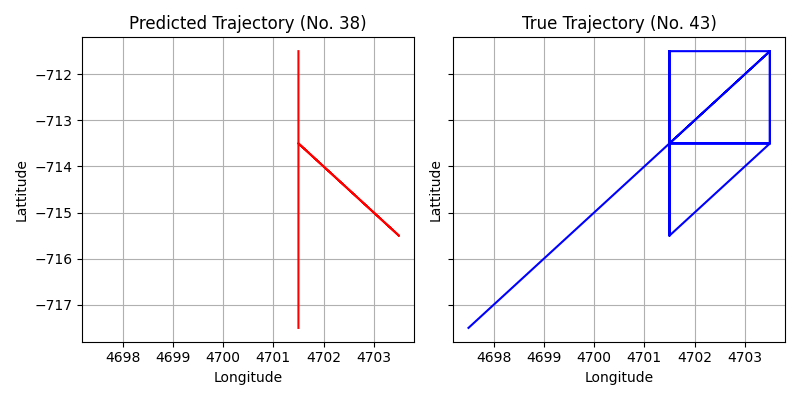 Predicted Trajectory (No. 38)
True Trajectory (No. 43)
Lattitude
−712
−713
−714
−715
−716
−717
4698 4699 4700 4701 4702 4703
Longitude
Lattitude
4698 4699 4700 4701 4702 4703
Longitude